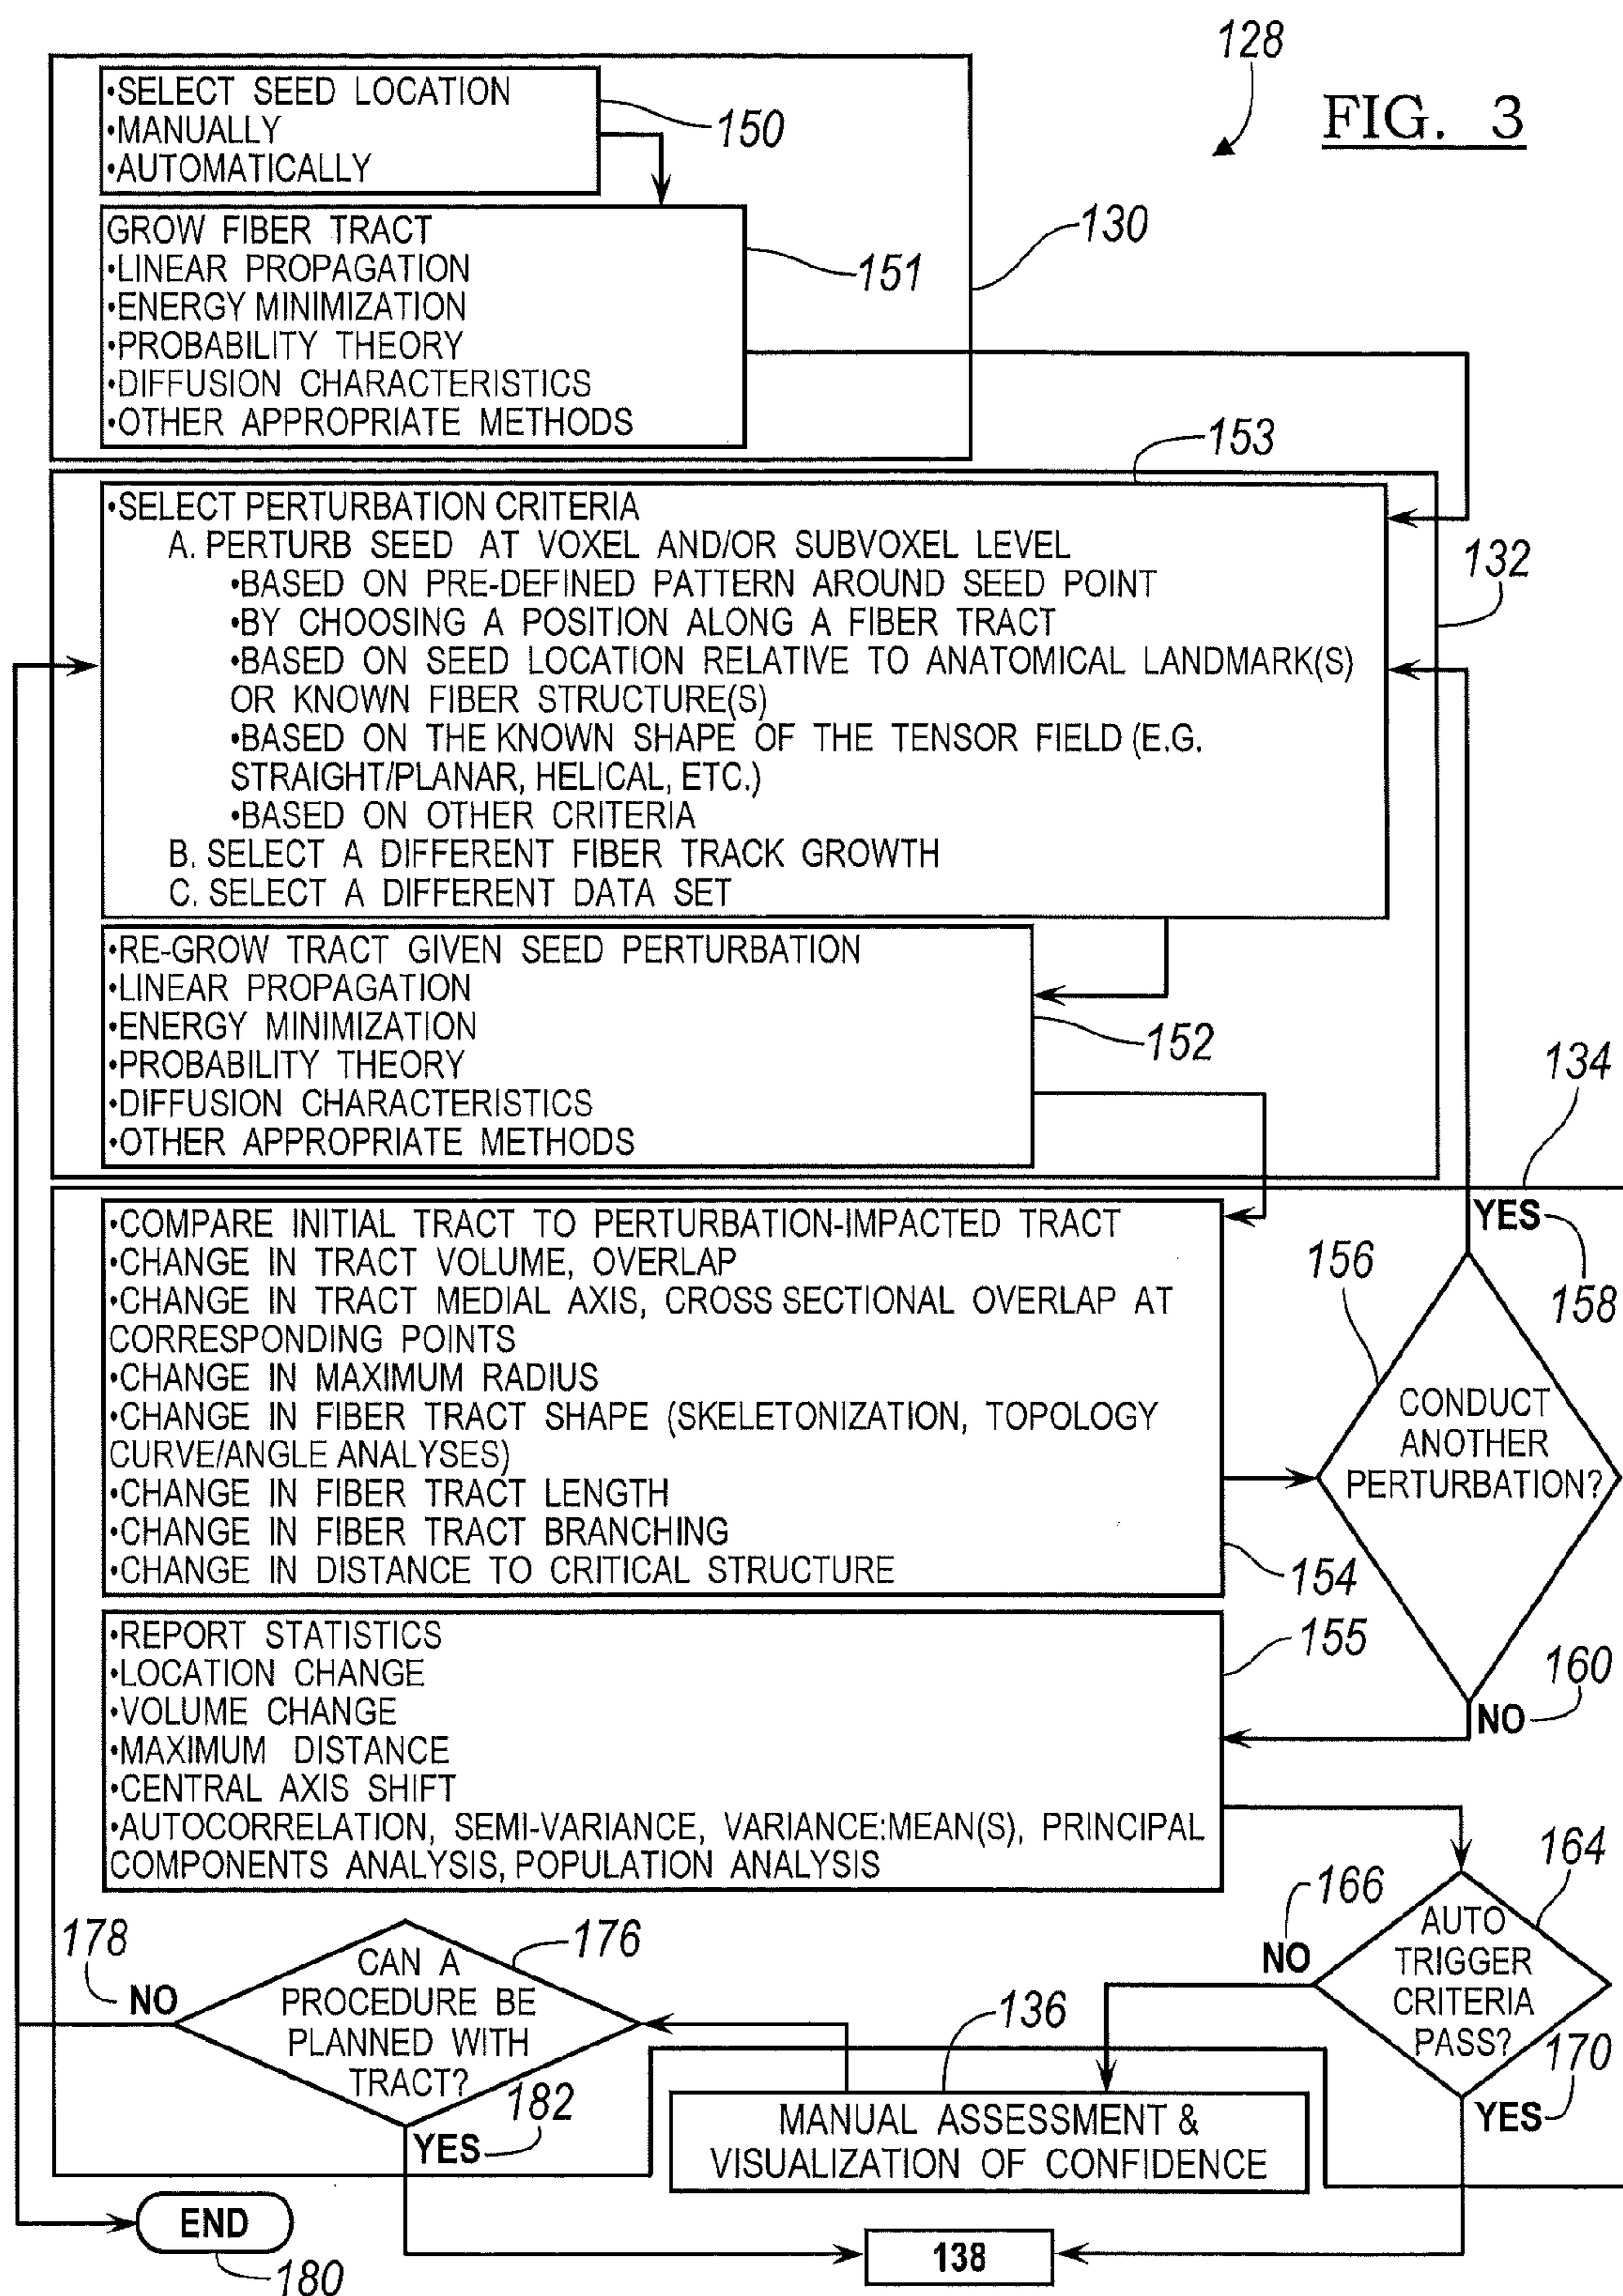 128
FIG. 3
•SELECT SEED LOCATION
•MANUALLY
•AUTOMATICALLY
150
GROW FIBER TRACT
•LINEAR PROPAGATION
•ENERGY MINIMIZATION
•PROBABILITY THEORY
•DIFFUSION CHARACTERISTICS
•OTHER APPROPRIATE METHODS
151
130
153
•SELECT PERTURBATION CRITERIA
A. PERTURB SEED AT VOXEL AND/OR SUBVOXEL LEVEL
•BASED ON PRE-DEFINED PATTERN AROUND SEED POINT
•BY CHOOSING A POSITION ALONG A FIBER TRACT
•BASED ON SEED LOCATION RELATIVE TO ANATOMICAL LANDMARK(S)
OR KNOWN FIBER STRUCTURE(S)
•BASED ON THE KNOWN SHAPE OF THE TENSOR FIELD (E.G.
STRAIGHT/PLANAR, HELICAL, ETC.)
•BASED ON OTHER CRITERIA
B. SELECT A DIFFERENT FIBER TRACK GROWTH
C. SELECT A DIFFERENT DATA SET
132
•RE-GROW TRACT GIVEN SEED PERTURBATION
•LINEAR PROPAGATION
•ENERGY MINIMIZATION
•PROBABILITY THEORY
•DIFFUSION CHARACTERISTICS
•OTHER APPROPRIATE METHODS
152
134
•COMPARE INITIAL TRACT TO PERTURBATION-IMPACTED TRACT
•CHANGE IN TRACT VOLUME, OVERLAP
•CHANGE IN TRACT MEDIAL AXIS, CROSS SECTIONAL OVERLAP AT
CORRESPONDING POINTS
•CHANGE IN MAXIMUM RADIUS
•CHANGE IN FIBER TRACT SHAPE (SKELETONIZATION, TOPOLOGY
CURVE/ANGLE ANALYSES)
•CHANGE IN FIBER TRACT LENGTH
•CHANGE IN FIBER TRACT BRANCHING
•CHANGE IN DISTANCE TO CRITICAL STRUCTURE
154
YES
158
156
CONDUCT
ANOTHER
PERTURBATION?
160
NO
•REPORT STATISTICS
•LOCATION CHANGE
•VOLUME CHANGE
•MAXIMUM DISTANCE
•CENTRAL AXIS SHIFT
•AUTOCORRELATION, SEMI-VARIANCE, VARIANCE:MEAN(S), PRINCIPAL
COMPONENTS ANALYSIS, POPULATION ANALYSIS
155
164
166
NO
AUTO
TRIGGER
CRITERIA
PASS?
170
YES
178
NO
176
CAN A
PROCEDURE BE
PLANNED WITH
TRACT?
182
YES
136
MANUAL ASSESSMENT &
VISUALIZATION OF CONFIDENCE
END
180
138